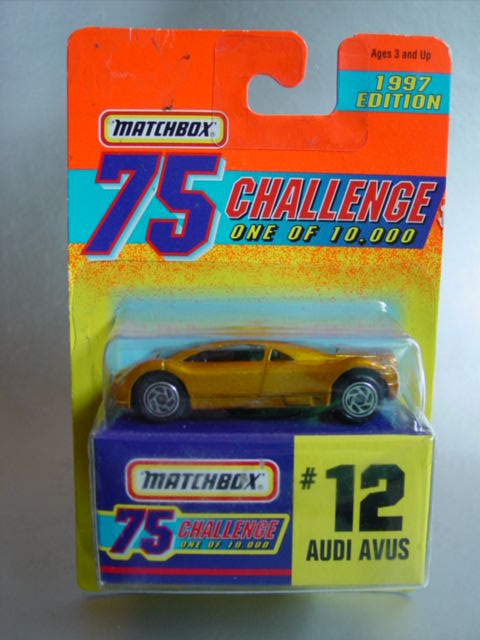 Ages 3 and Up
1997
EDITION
MATCHBOX
75
CHALLENGE
ONE OF 10,000
MATCHBOX
75
CHALLENGE
ONE OF 10,000
#12
AUDI AVUS